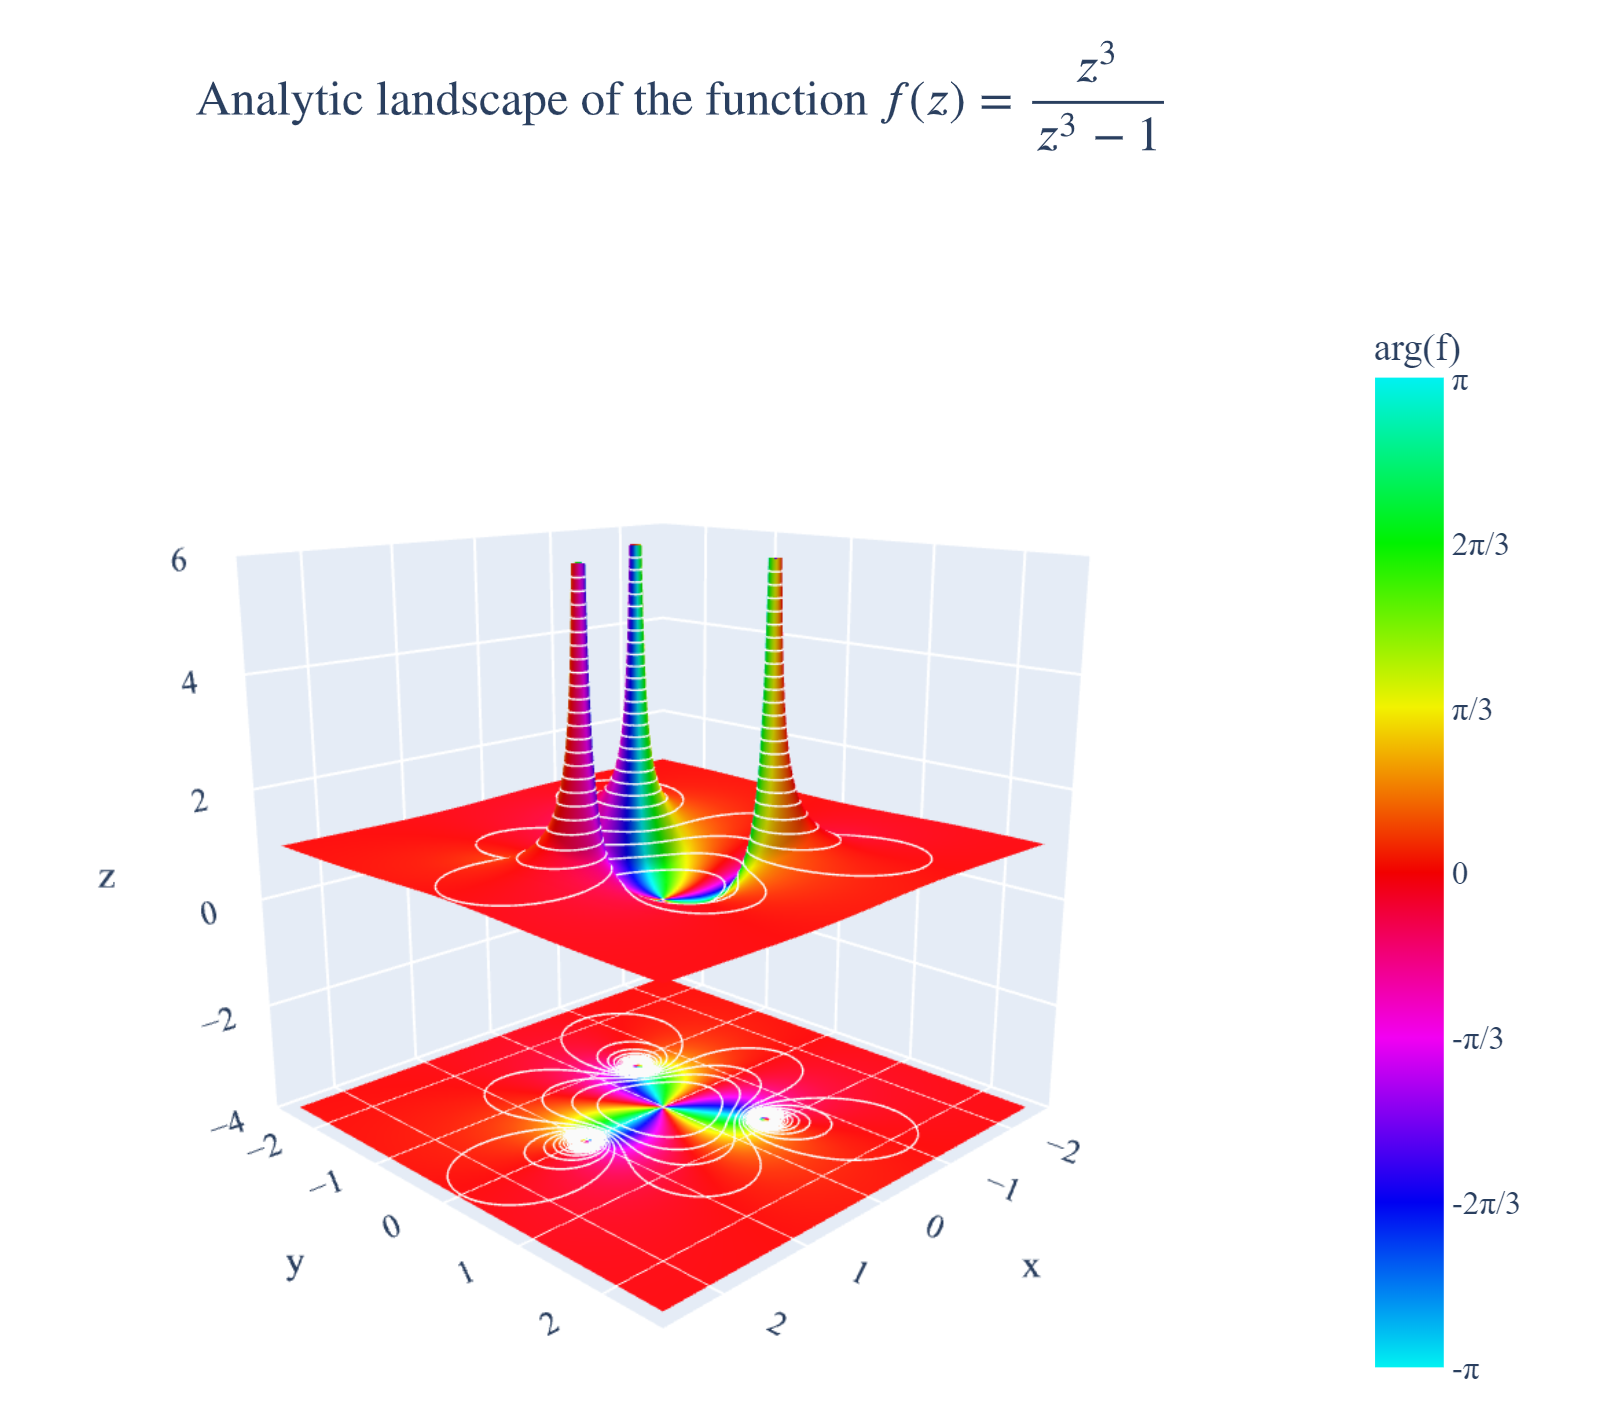 Analytic landscape of the function f(z) = z³ / (z³ − 1)
arg(f)
π
2π/3
π/3
0
-π/3
-2π/3
-π
6
4
2
0
−2
−4
z
−2
−1
0
1
2
y
−2
−1
0
1
2
x